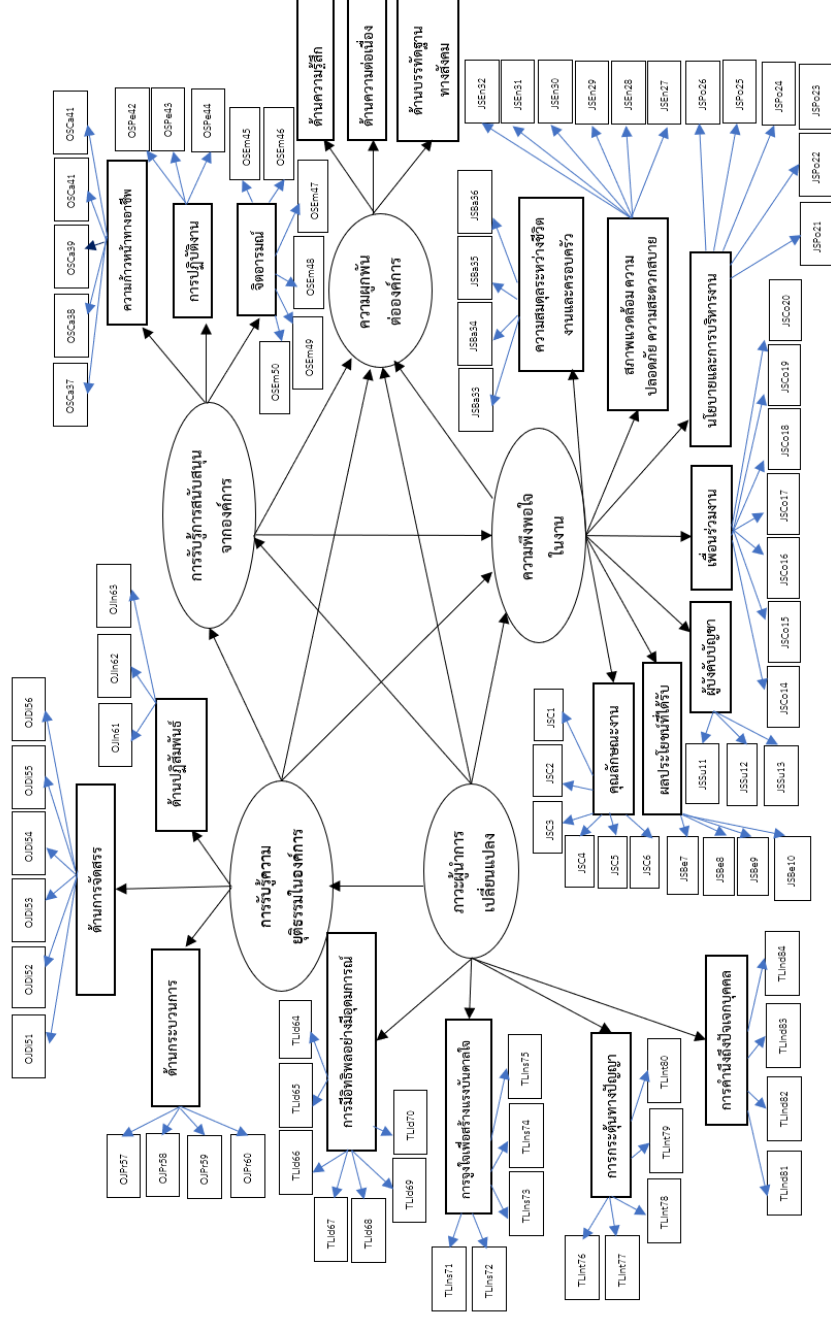 OJDi51
OJDi52
OJDi53
OJDi54
OJDi55
OJDi56
OSCa37
OSCa38
OSCa39
OSCa41
OSCa41
ด้านการจัดสรร
OJIn61
OJIn62
OJIn63
ความก้าวหน้าทางอาชีพ
OSPe42
OSPe43
OSPe44
OJPr57
OJPr58
OJPr59
OJPr60
ด้านกระบวนการ
ด้านปฏิสัมพันธ์
การปฏิบัติงาน
จิตอารมณ์
OSEm45
OSEm46
OSEm47
OSEm48
OSEm49
OSEm50
การรับรู้ความ
ยุติธรรมในองค์การ
การรับรู้การสนับสนุน
จากองค์การ
ด้านความรู้สึก
ด้านความต่อเนื่อง
ด้านบรรทัดฐาน
ทางสังคม
ความผูกพัน
ต่อองค์การ
TLId64
TLId65
TLId66
TLId67
TLId68
TLId69
TLId70
การมีอิทธิพลอย่างมีอุดมการณ์
ภาวะผู้นำการ
เปลี่ยนแปลง
ความพึงพอใจ
ในงาน
JSBa33
JSBa34
JSBa35
JSBa36
ความสมดุลระหว่างชีวิต
งานและครอบครัว
JSEn32
JSEn31
JSEn30
JSEn29
JSEn28
JSEn27
สภาพแวดล้อม ความ
ปลอดภัย ความสะดวกสบาย
TLIns71
TLIns72
TLIns73
TLIns74
TLIns75
การจูงใจเพื่อสร้างแรงบันดาลใจ
JSC1
JSC2
JSC3
JSC4
JSC5
JSC6
คุณลักษณะงาน
ผลประโยชน์ที่ได้รับ
JSBe7
JSBe8
JSBe9
JSBe10
ผู้บังคับบัญชา
JSSu11
JSSu12
JSSu13
เพื่อนร่วมงาน
JSCo14
JSCo15
JSCo16
JSCo17
JSCo18
JSCo19
JSCo20
นโยบายและการบริหารงาน
JSPo26
JSPo25
JSPo24
JSPo23
JSPo22
JSPo21
TLInt76
TLInt77
TLInt78
TLInt79
TLInt80
การกระตุ้นทางปัญญา
การคำนึงถึงปัจเจกบุคคล
TLInd81
TLInd82
TLInd83
TLInd84